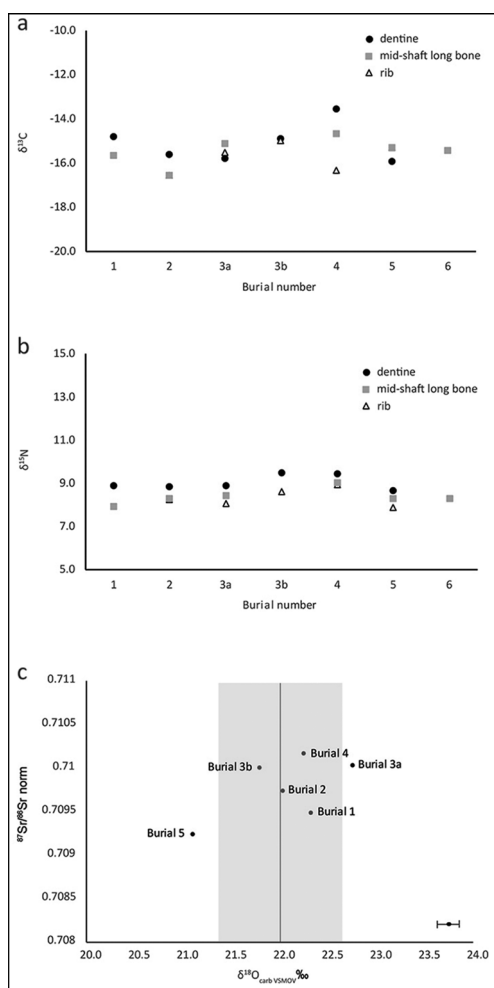 a
-10.0
-12.0
-14.0
-16.0
-18.0
-20.0
δ¹³C
dentine
mid-shaft long bone
rib
1 2 3a 3b 4 5 6
Burial number
b
15.0
13.0
11.0
9.0
7.0
5.0
δ¹⁵N
dentine
mid-shaft long bone
rib
1 2 3a 3b 4 5 6
Burial number
c
0.711
0.7105
0.71
0.7095
0.709
0.7085
0.708
⁸⁷Sr/⁸⁶Sr norm
Burial 4
Burial 3b
Burial 3a
Burial 2
Burial 1
Burial 5
20.0 20.5 21.0 21.5 22.0 22.5 23.0 23.5 24.0
δ¹⁸O carb VSMOV‰